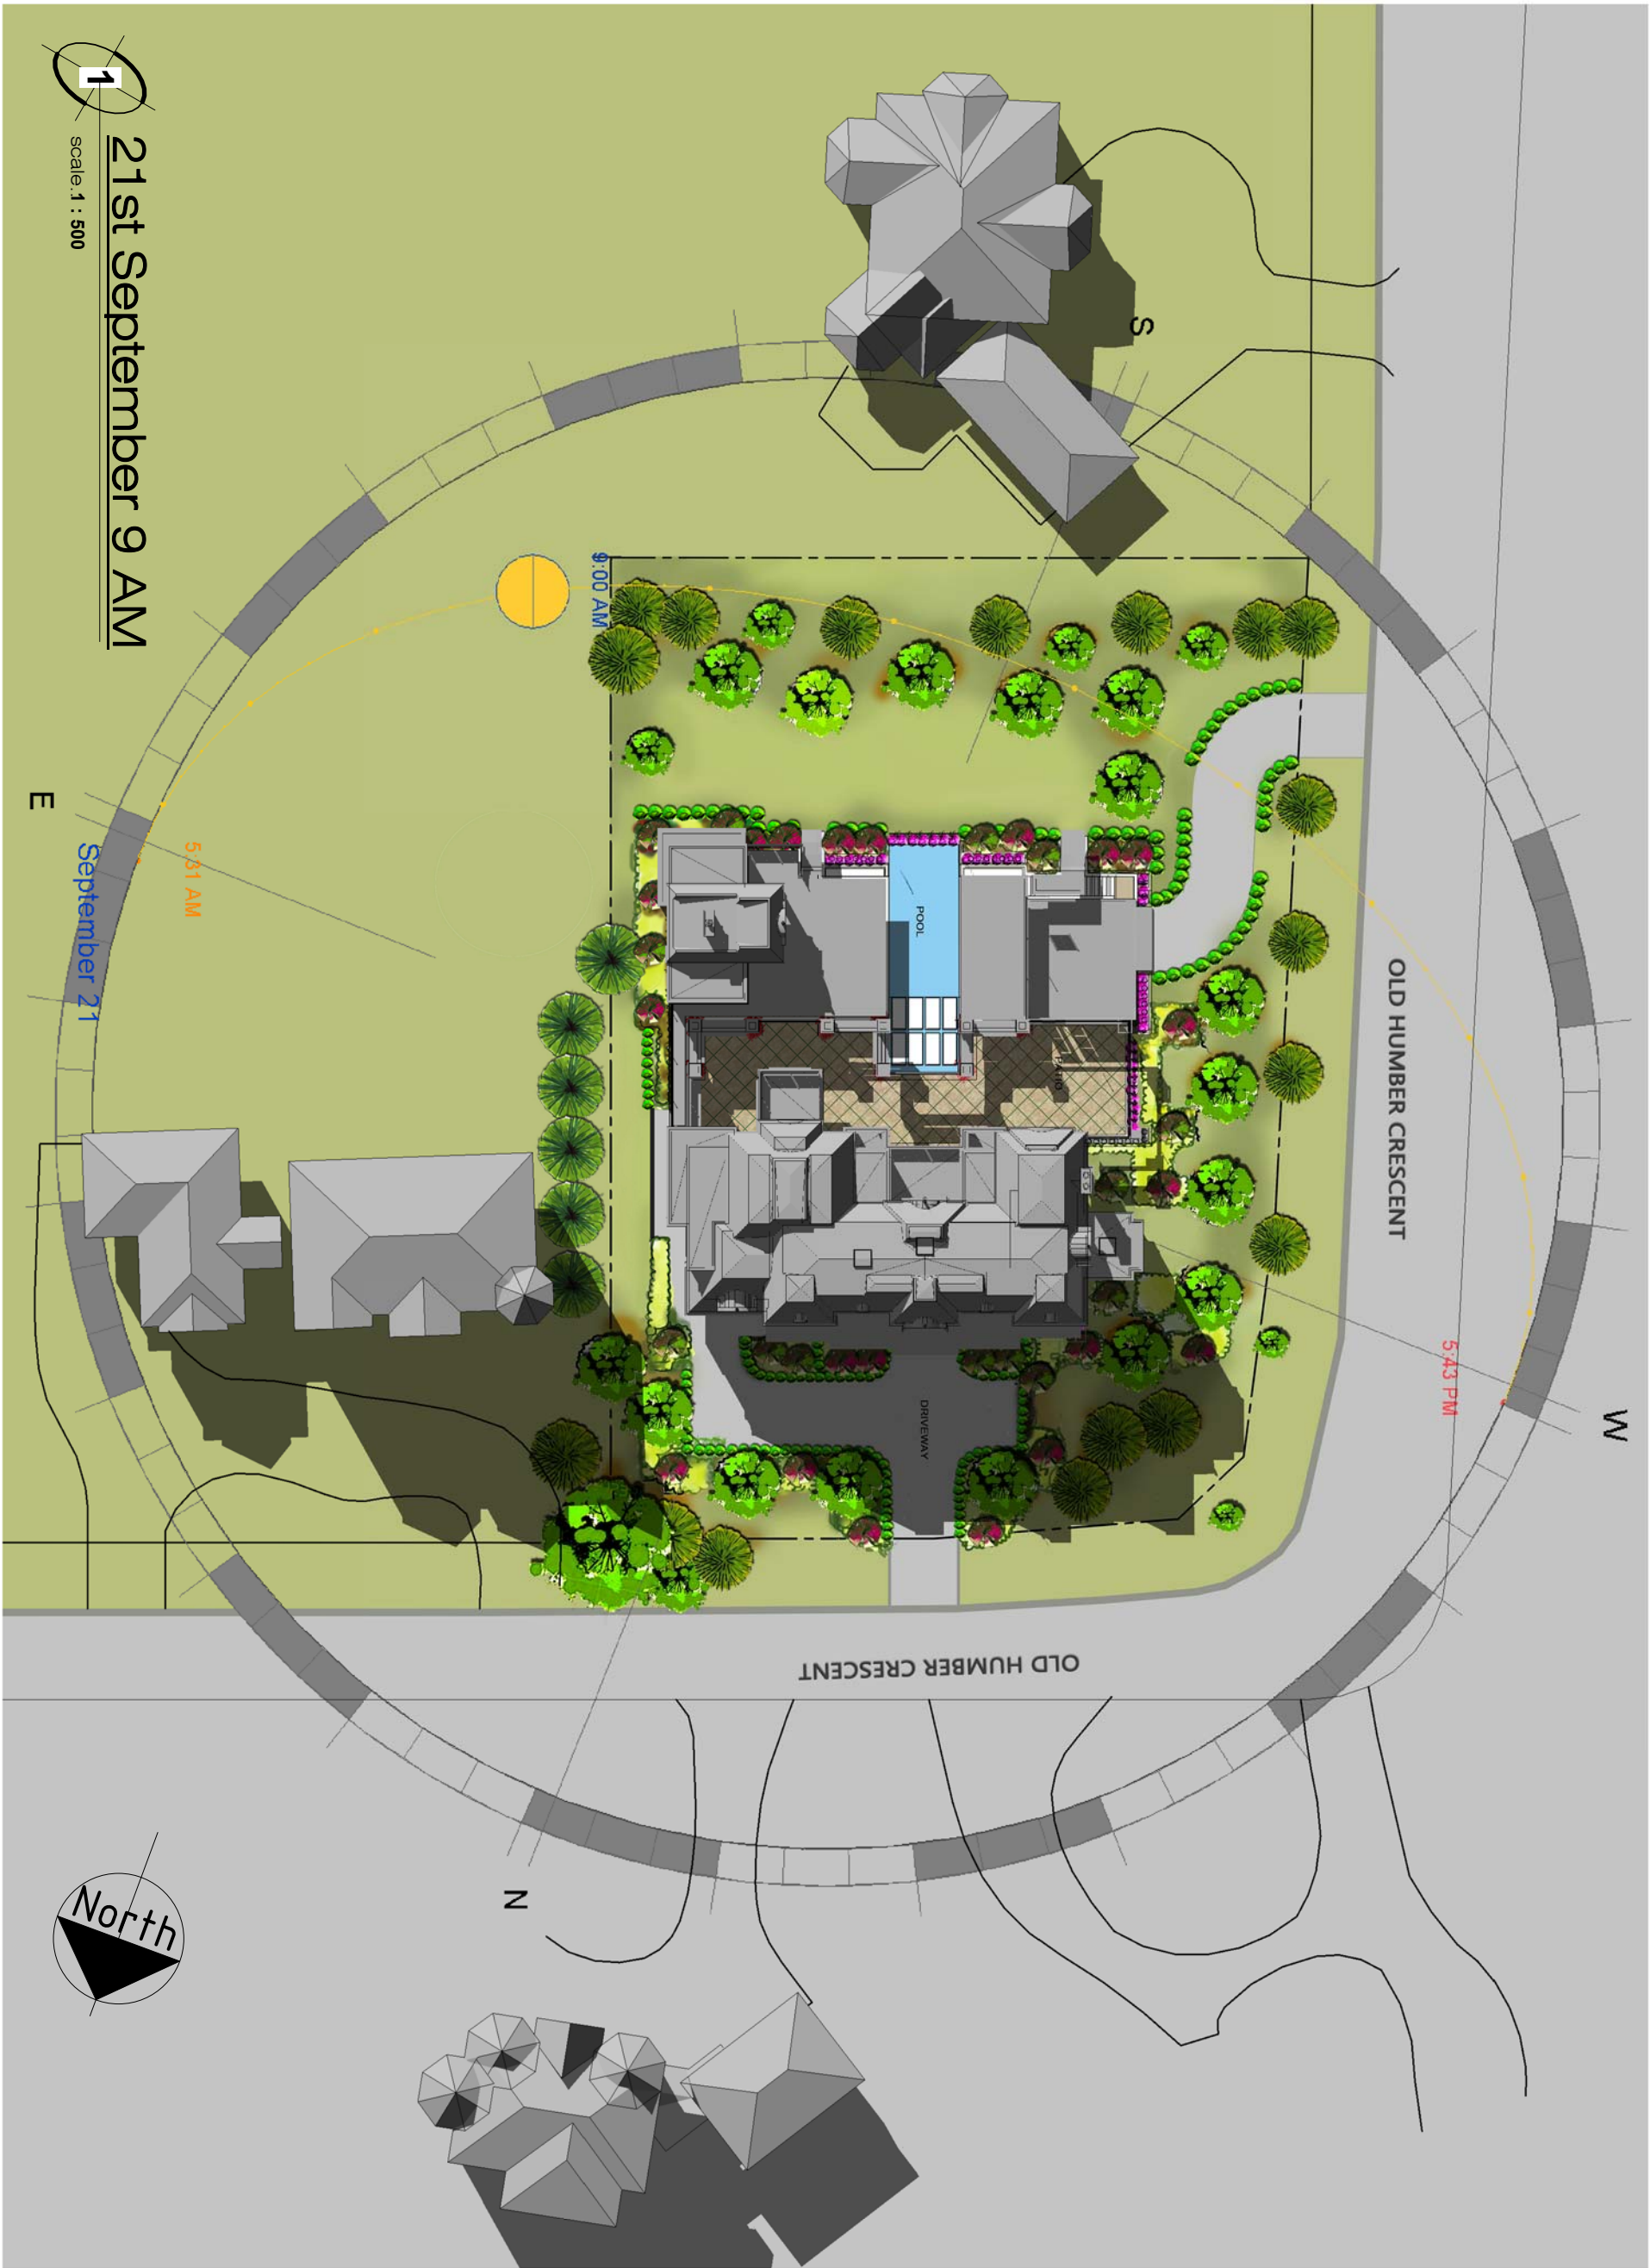 1
21st September 9 AM
scale.1 : 500
S
9:00 AM
E
5:31 AM
September 21
POOL
PATIO
OLD HUMBER CRESCENT
5:43 PM
W
DRIVEWAY
OLD HUMBER CRESCENT
N
North